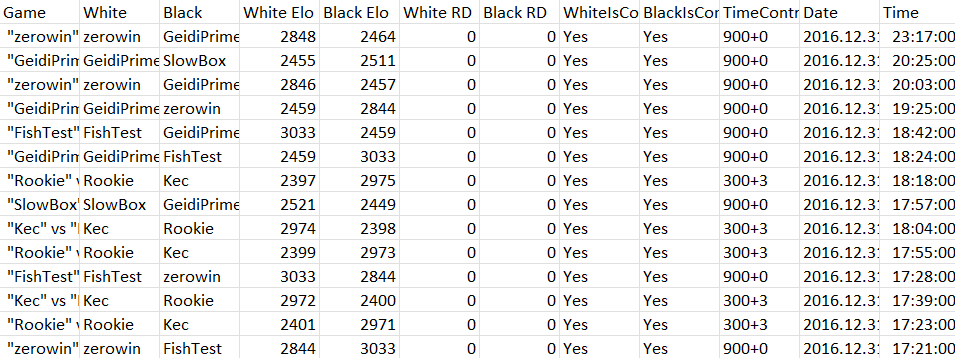 Game White Black White Elo Black Elo White RD Black RD WhiteIsCo BlackIsCor TimeContr Date Time
"zerowin" zerowin GeidiPrime 2848 2464 0 0 Yes Yes 900+0 2016.12.31 23:17:00
"GeidiPrim GeidiPrime SlowBox 2455 2511 0 0 Yes Yes 900+0 2016.12.31 20:25:00
"zerowin" zerowin GeidiPrime 2846 2457 0 0 Yes Yes 900+0 2016.12.31 20:03:00
"GeidiPrim GeidiPrime zerowin 2459 2844 0 0 Yes Yes 900+0 2016.12.31 19:25:00
"FishTest" FishTest GeidiPrime 3033 2459 0 0 Yes Yes 900+0 2016.12.31 18:42:00
"GeidiPrim GeidiPrime FishTest 2459 3033 0 0 Yes Yes 900+0 2016.12.31 18:24:00
"Rookie" v Rookie Kec 2397 2975 0 0 Yes Yes 300+3 2016.12.31 18:18:00
"SlowBox" SlowBox GeidiPrime 2521 2449 0 0 Yes Yes 900+0 2016.12.31 17:57:00
"Kec" vs " Kec Rookie 2974 2398 0 0 Yes Yes 300+3 2016.12.31 18:04:00
"Rookie" v Rookie Kec 2399 2973 0 0 Yes Yes 300+3 2016.12.31 17:55:00
"FishTest" FishTest zerowin 3033 2844 0 0 Yes Yes 900+0 2016.12.31 17:28:00
"Kec" vs " Kec Rookie 2972 2400 0 0 Yes Yes 300+3 2016.12.31 17:39:00
"Rookie" v Rookie Kec 2401 2971 0 0 Yes Yes 300+3 2016.12.31 17:23:00
"zerowin" zerowin FishTest 2844 3033 0 0 Yes Yes 900+0 2016.12.31 17:21:00